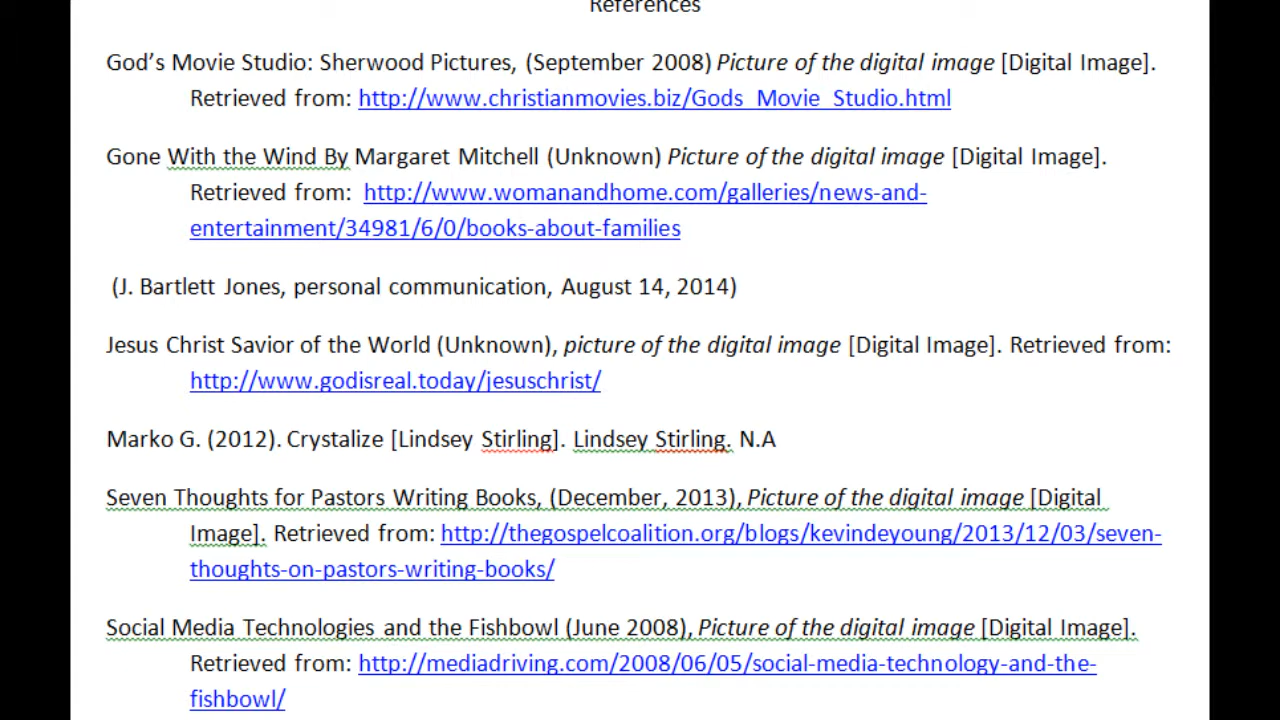 References
God’s Movie Studio: Sherwood Pictures, (September 2008) Picture of the digital image [Digital Image].
Retrieved from: http://www.christianmovies.biz/Gods_Movie_Studio.html
Gone With the Wind By Margaret Mitchell (Unknown) Picture of the digital image [Digital Image].
Retrieved from: http://www.womanandhome.com/galleries/news-and-
entertainment/34981/6/0/books-about-families
(J. Bartlett Jones, personal communication, August 14, 2014)
Jesus Christ Savior of the World (Unknown), picture of the digital image [Digital Image]. Retrieved from:
http://www.godisreal.today/jesuschrist/
Marko G. (2012). Crystalize [Lindsey Stirling]. Lindsey Stirling. N.A
Seven Thoughts for Pastors Writing Books, (December, 2013), Picture of the digital image [Digital
Image]. Retrieved from: http://thegospelcoalition.org/blogs/kevindeyoung/2013/12/03/seven-
thoughts-on-pastors-writing-books/
Social Media Technologies and the Fishbowl (June 2008), Picture of the digital image [Digital Image].
Retrieved from: http://mediadriving.com/2008/06/05/social-media-technology-and-the-
fishbowl/